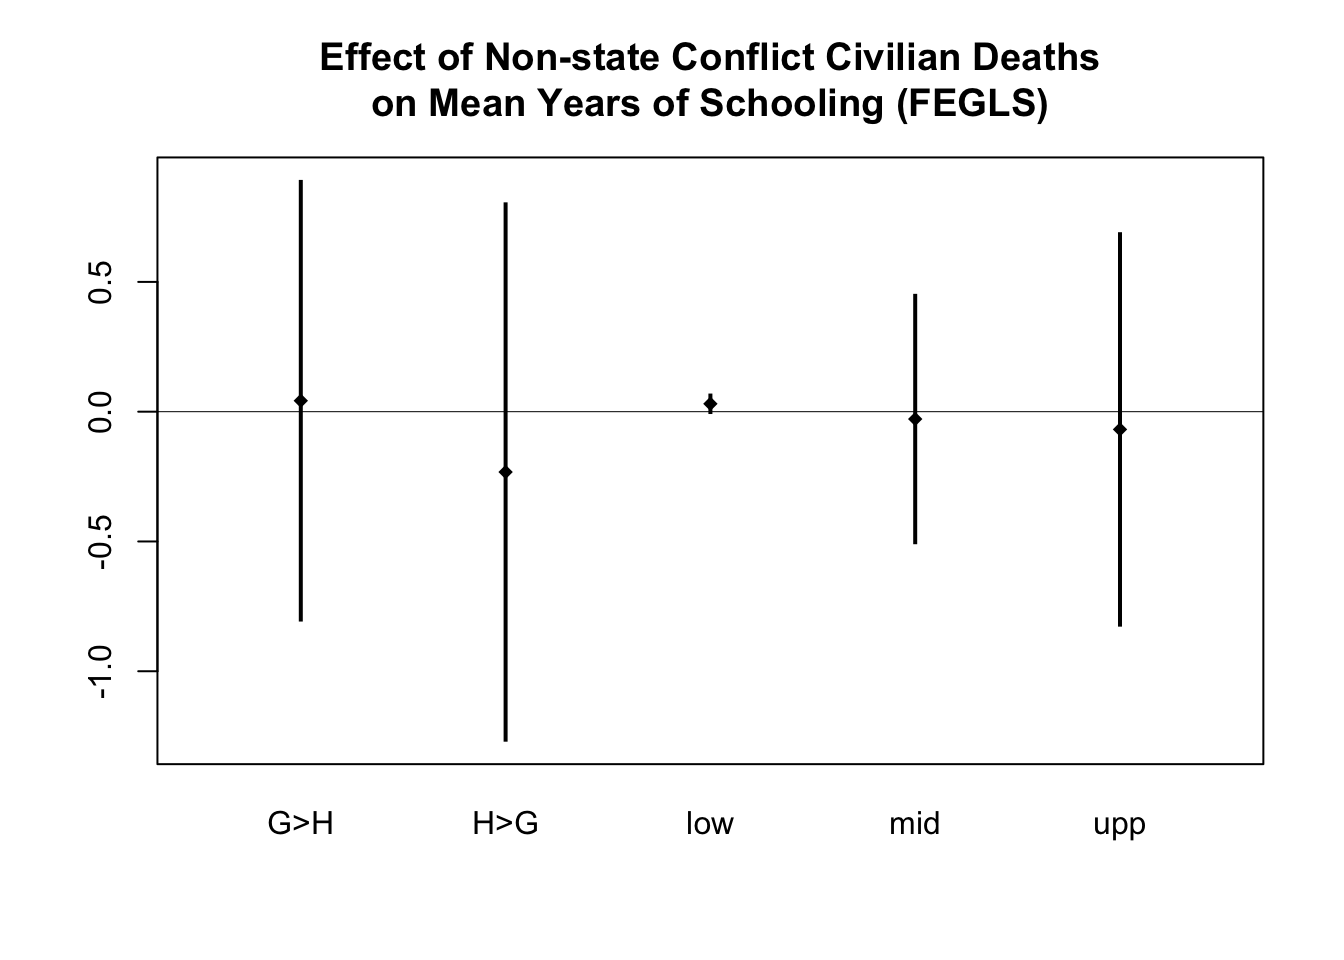 Effect of Non-state Conflict Civilian Deaths
on Mean Years of Schooling (FEGLS)
0.5
0.0
-0.5
-1.0
G>H H>G low mid upp